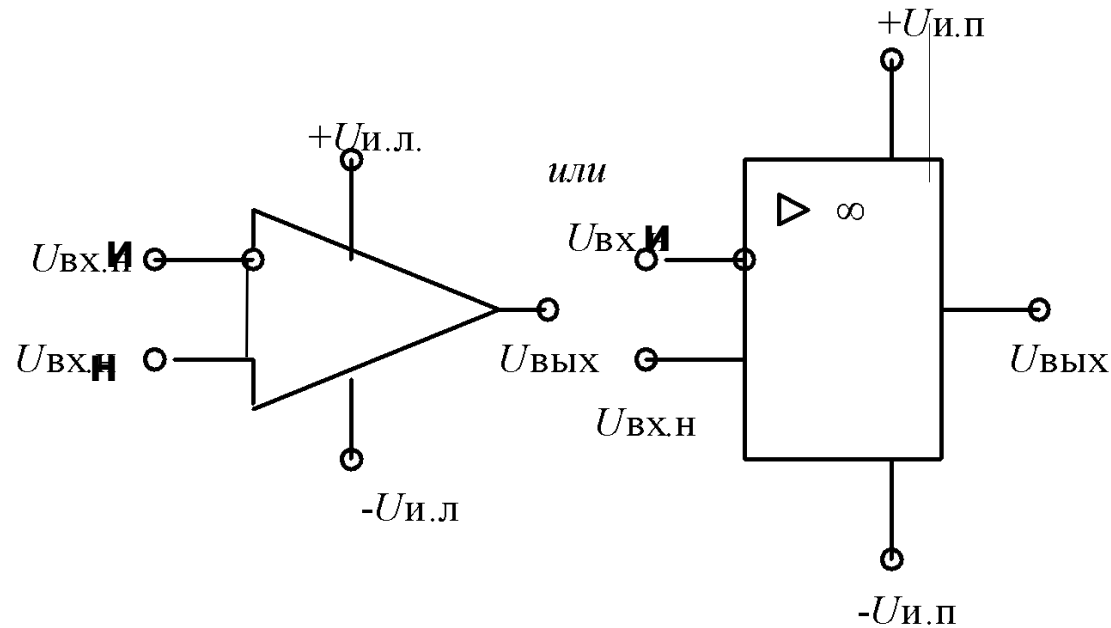 +Uи.п
+Uи.л.
или
▷ ∞
Uвх.и
Uвх.и
Uвх.н
Uвых
Uвых
Uвх.н
-Uи.л
-Uи.п